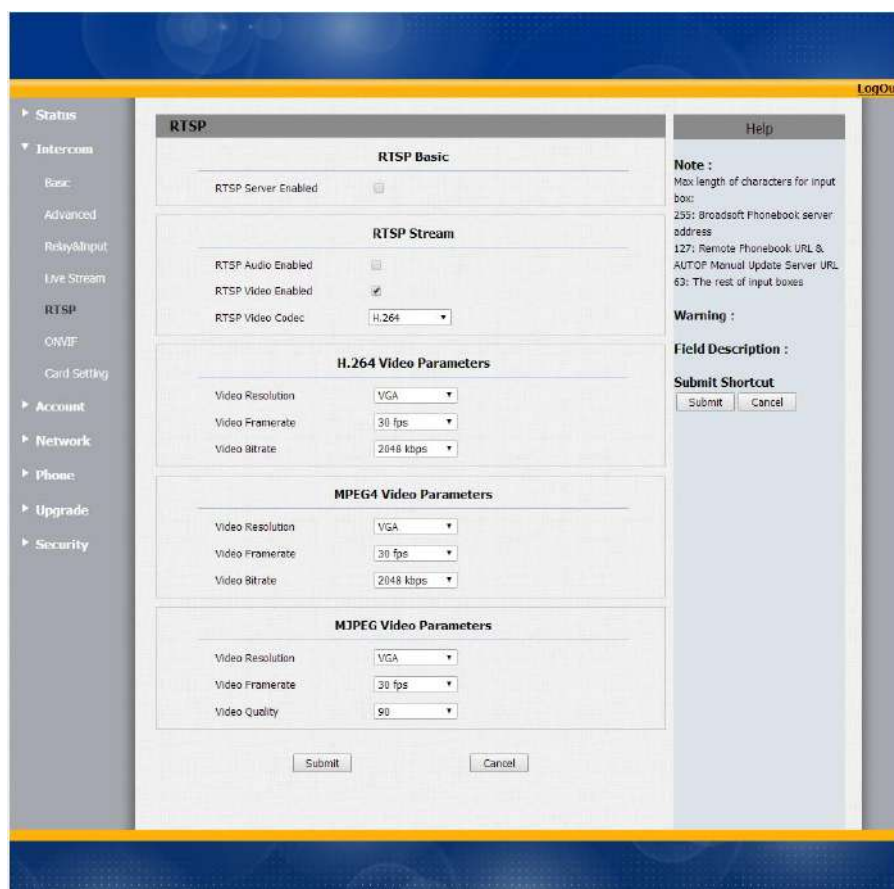 LogOu
Status
Intercom
Basic
Advanced
Relay&Input
Live Stream
RTSP
ONVIF
Card Setting
Account
Network
Phone
Upgrade
Security
RTSP
RTSP Basic
RTSP Server Enabled
RTSP Stream
RTSP Audio Enabled
RTSP Video Enabled
RTSP Video Codec H.264
H.264 Video Parameters
Video Resolution VGA
Video Framerate 30 fps
Video Bitrate 2048 kbps
MPEG4 Video Parameters
Video Resolution VGA
Video Framerate 30 fps
Video Bitrate 2048 kbps
MJPEG Video Parameters
Video Resolution VGA
Video Framerate 30 fps
Video Quality 90
Submit Cancel
Help
Note :
Max length of characters for input
box:
255: Broadsoft Phonebook server
address
127: Remote Phonebook URL &
AUTOP Manual Update Server URL
63: The rest of input boxes
Warning :
Field Description :
Submit Shortcut
Submit Cancel